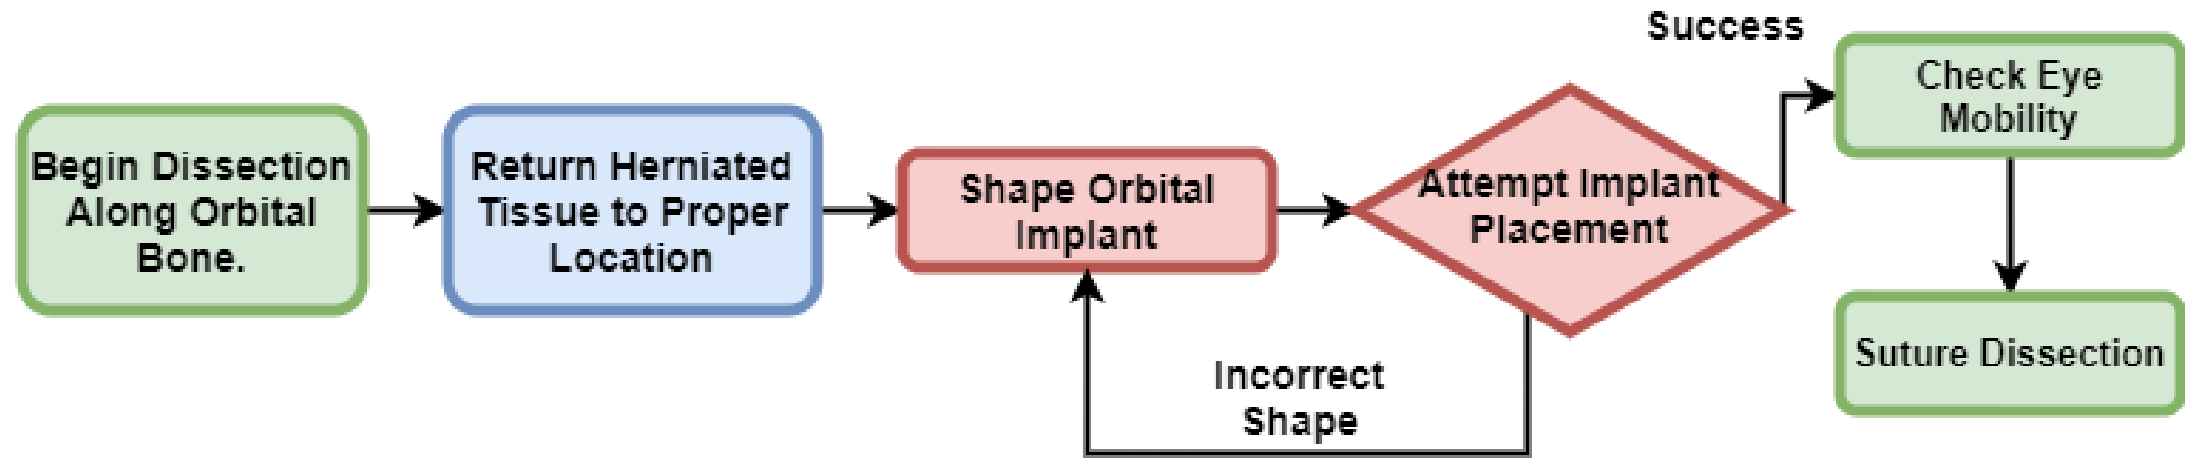 Begin Dissection
Along Orbital
Bone.
Return Herniated
Tissue to Proper
Location
Shape Orbital
Implant
Attempt Implant
Placement
Incorrect
Shape
Success
Check Eye
Mobility
Suture Dissection